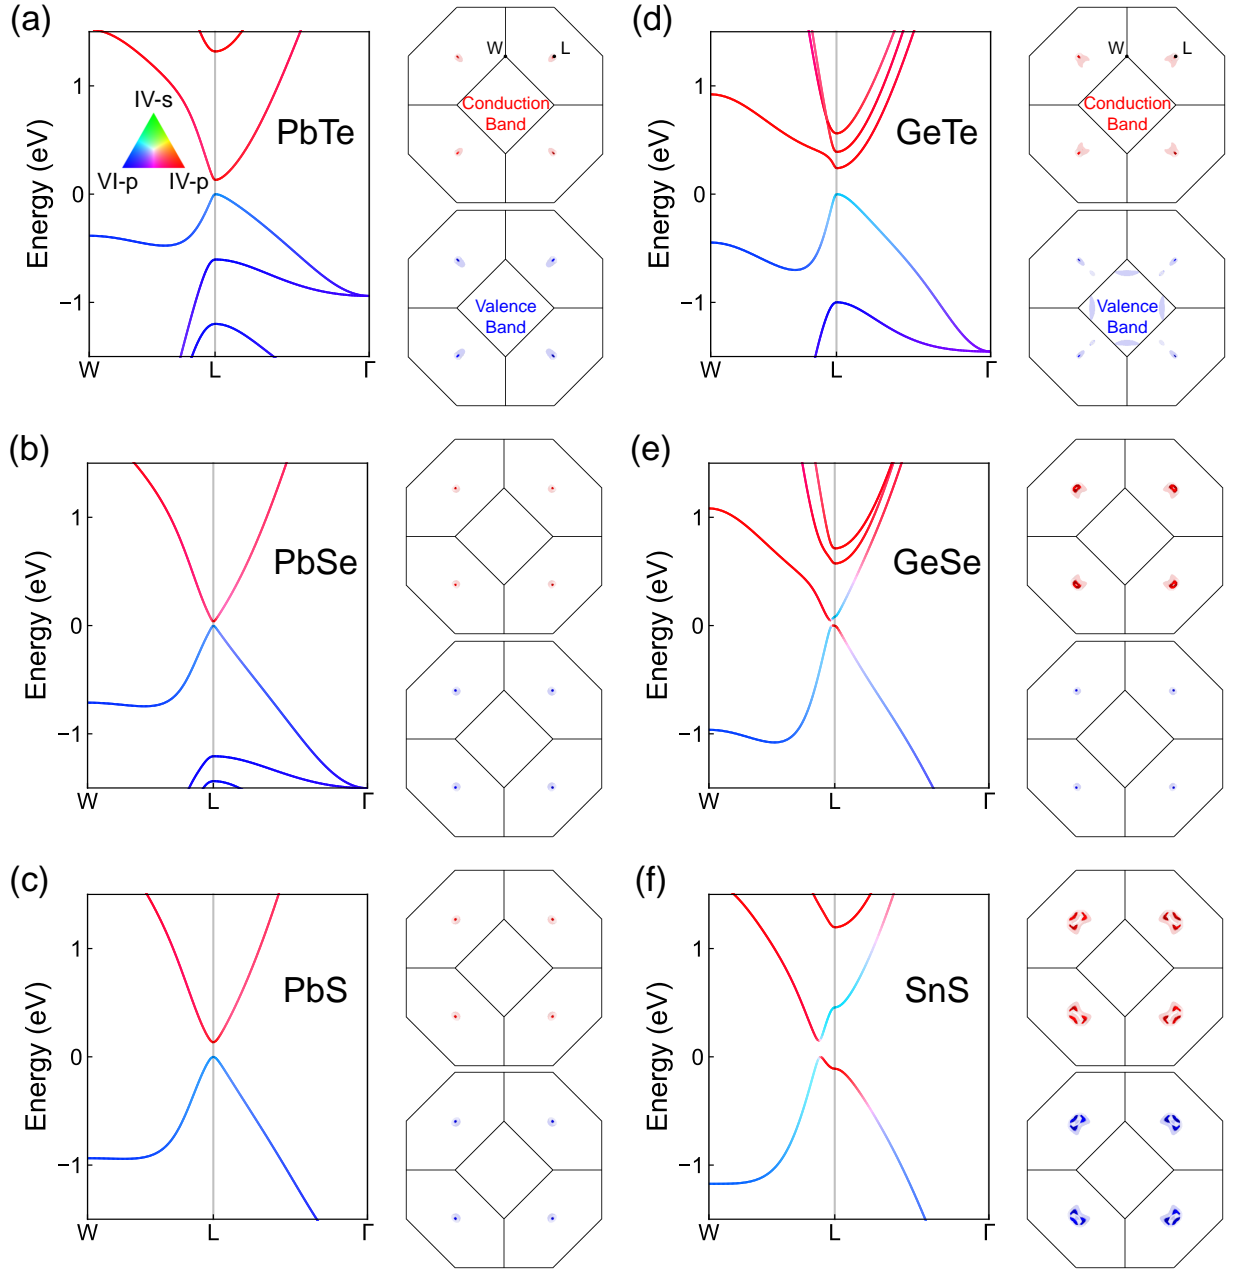 (a)
Energy (eV)
1
0
−1
IV-s
VI-p IV-p
PbTe
W L Γ
W L
Conduction
Band
Valence
Band
(d)
Energy (eV)
1
0
−1
GeTe
W L Γ
W L
Conduction
Band
Valence
Band
(b)
Energy (eV)
1
0
−1
PbSe
W L Γ
(e)
Energy (eV)
1
0
−1
GeSe
W L Γ
(c)
Energy (eV)
1
0
−1
PbS
W L Γ
(f)
Energy (eV)
1
0
−1
SnS
W L Γ